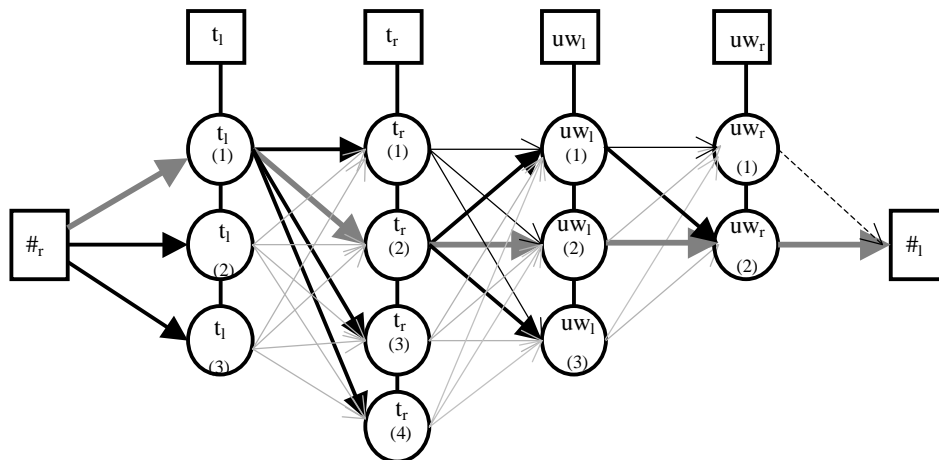 t_l t_r uw_l uw_r
t_l (1) t_r (1) uw_l (1) uw_r (1)
#_r t_l (2) t_r (2) uw_l (2) uw_r (2) #_l
t_l (3) t_r (3) uw_l (3)
t_r (4)